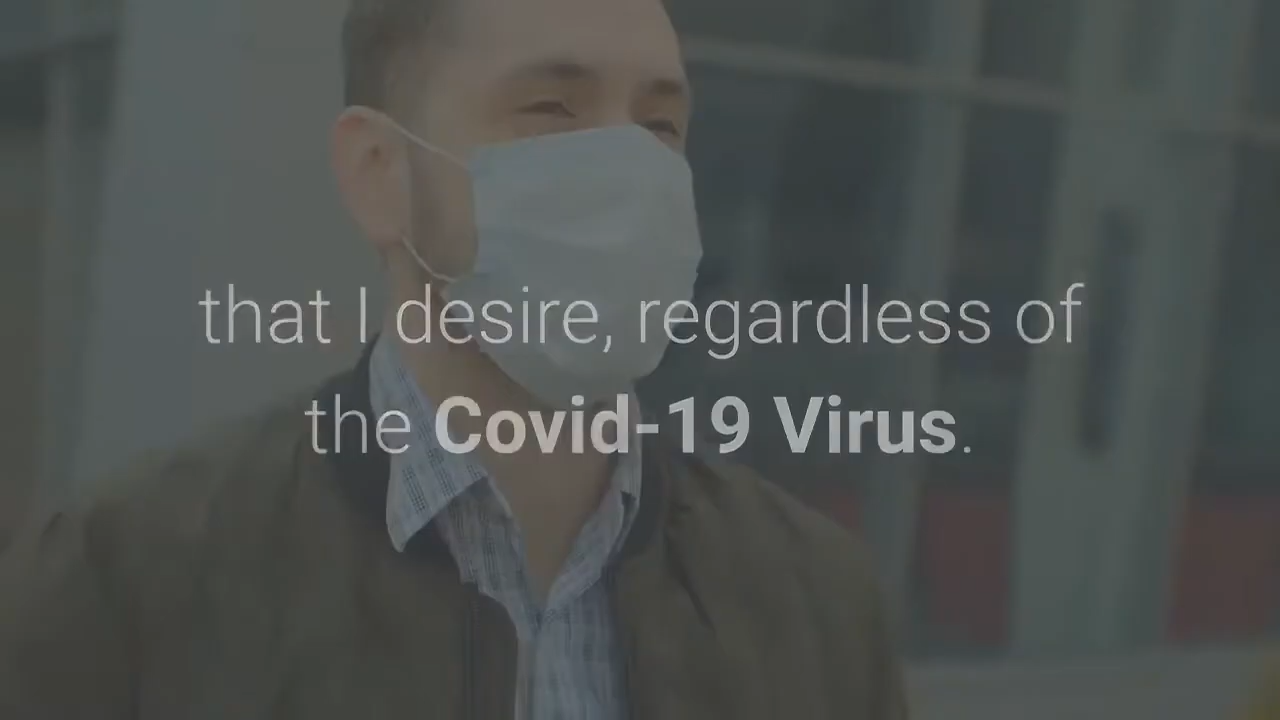 that I desire, regardless of
the Covid-19 Virus.